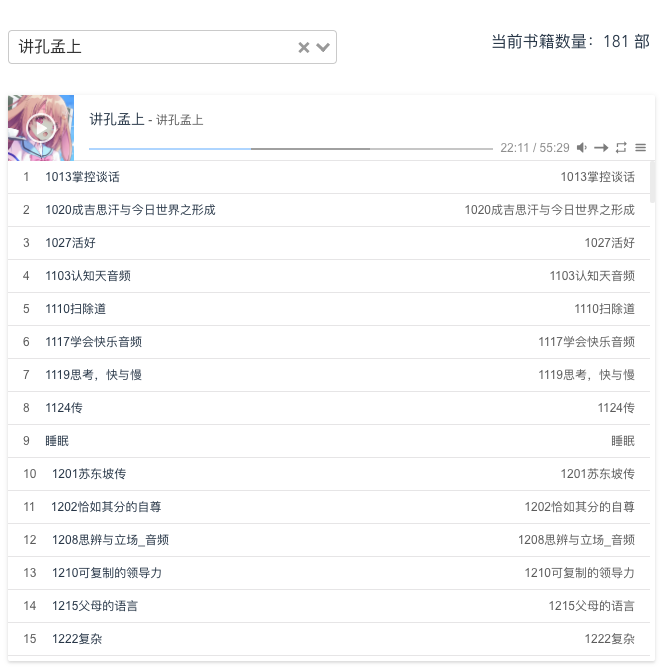 讲孔孟上
当前书籍数量：181 部
讲孔孟上 - 讲孔孟上
22:11 / 55:29
1 1013掌控谈话 1013掌控谈话
2 1020成吉思汗与今日世界之形成 1020成吉思汗与今日世界之形成
3 1027活好 1027活好
4 1103认知天音频 1103认知天音频
5 1110扫除道 1110扫除道
6 1117学会快乐音频 1117学会快乐音频
7 1119思考，快与慢 1119思考，快与慢
8 1124传 1124传
9 睡眠 睡眠
10 1201苏东坡传 1201苏东坡传
11 1202恰如其分的自尊 1202恰如其分的自尊
12 1208思辨与立场_音频 1208思辨与立场_音频
13 1210可复制的领导力 1210可复制的领导力
14 1215父母的语言 1215父母的语言
15 1222复杂 1222复杂